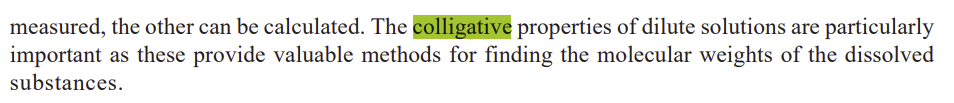 measured, the other can be calculated. The colligative properties of dilute solutions are particularly
important as these provide valuable methods for finding the molecular weights of the dissolved
substances.